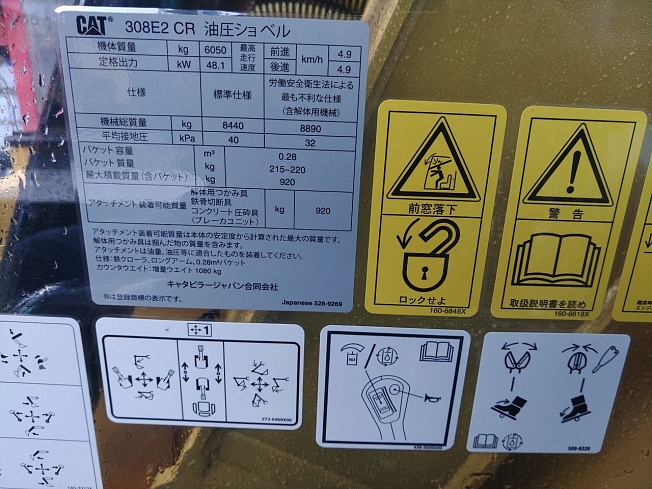 CAT 308E2 CR 油圧ショベル
機体質量 kg 6050 最高走行速度 前進 km/h 4.9
定格出力 kW 48.1 後進 4.9
仕様 標準仕様 労働安全衛生法による最も不利な仕様(含解体用機械)
機械総質量 kg 8440 8890
平均接地圧 kPa 40 32
バケット容量 m³ 0.28
バケット質量 kg 215-220
最大積載質量(含バケット) kg 920
アタッチメント装着可能質量 解体用つかみ具 鉄骨切断具 コンクリート圧砕具 (ブレーカユニット) kg 920
アタッチメント装着可能質量は本体の安定度から計算された最大の質量です。
解体用つかみ具は掴んだ物の質量を含みます。
アタッチメントは油量、油圧等に適合したものを装着してください。
仕様:鉄クローラ、ロングアーム、0.28m³バケット
カウンタウエイト:増量ウエイト 1080 kg
キャタピラージャパン合同会社
®は登録商標の表示です。
Japanese 528-9269
前窓落下
ロックせよ
160-6848X
警告
取扱説明書を読め
160-6818X
1
273-0469X00
500-6320